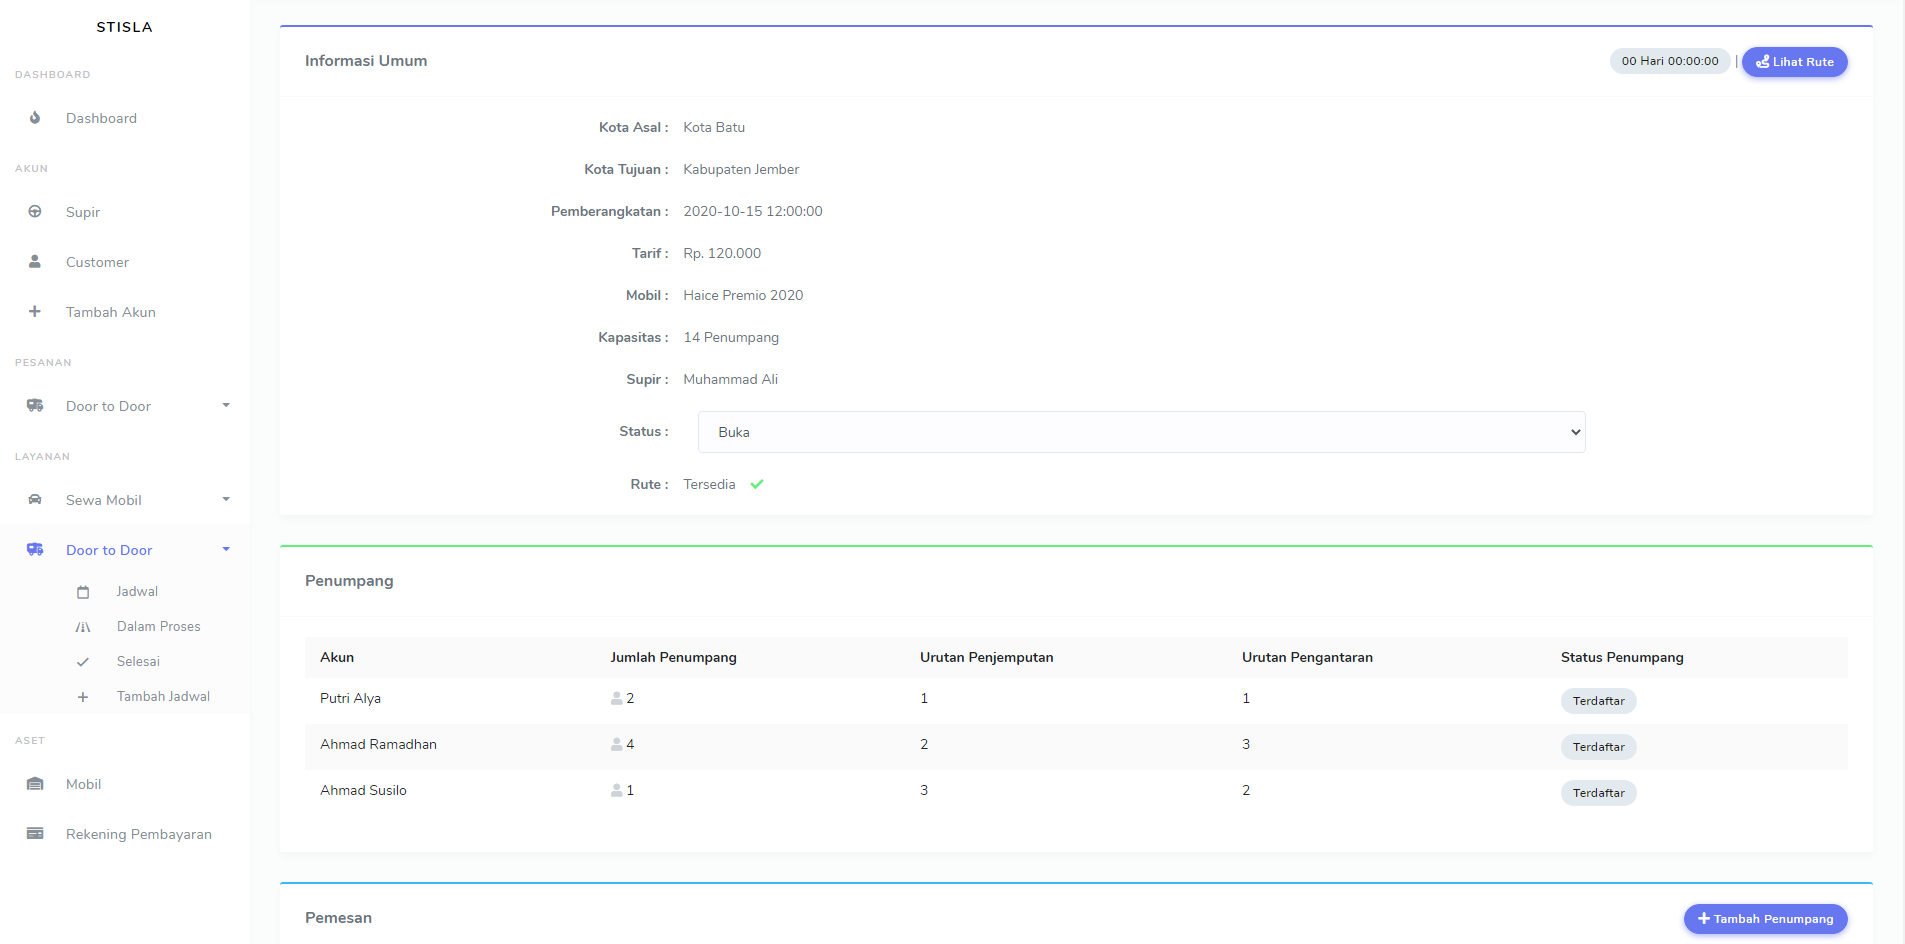 STISLA
DASHBOARD
Dashboard
AKUN
Supir
Customer
Tambah Akun
PESANAN
Door to Door
LAYANAN
Sewa Mobil
Door to Door
Jadwal
Dalam Proses
Selesai
Tambah Jadwal
ASET
Mobil
Rekening Pembayaran
Informasi Umum
00 Hari 00:00:00 | Lihat Rute
Kota Asal : Kota Batu
Kota Tujuan : Kabupaten Jember
Pemberangkatan : 2020-10-15 12:00:00
Tarif : Rp. 120.000
Mobil : Haice Premio 2020
Kapasitas : 14 Penumpang
Supir : Muhammad Ali
Status : Buka
Rute : Tersedia
Penumpang
Akun Jumlah Penumpang Urutan Penjemputan Urutan Pengantaran Status Penumpang
Putri Alya 2 1 1 Terdaftar
Ahmad Ramadhan 4 2 3 Terdaftar
Ahmad Susilo 1 3 2 Terdaftar
Pemesan
Tambah Penumpang